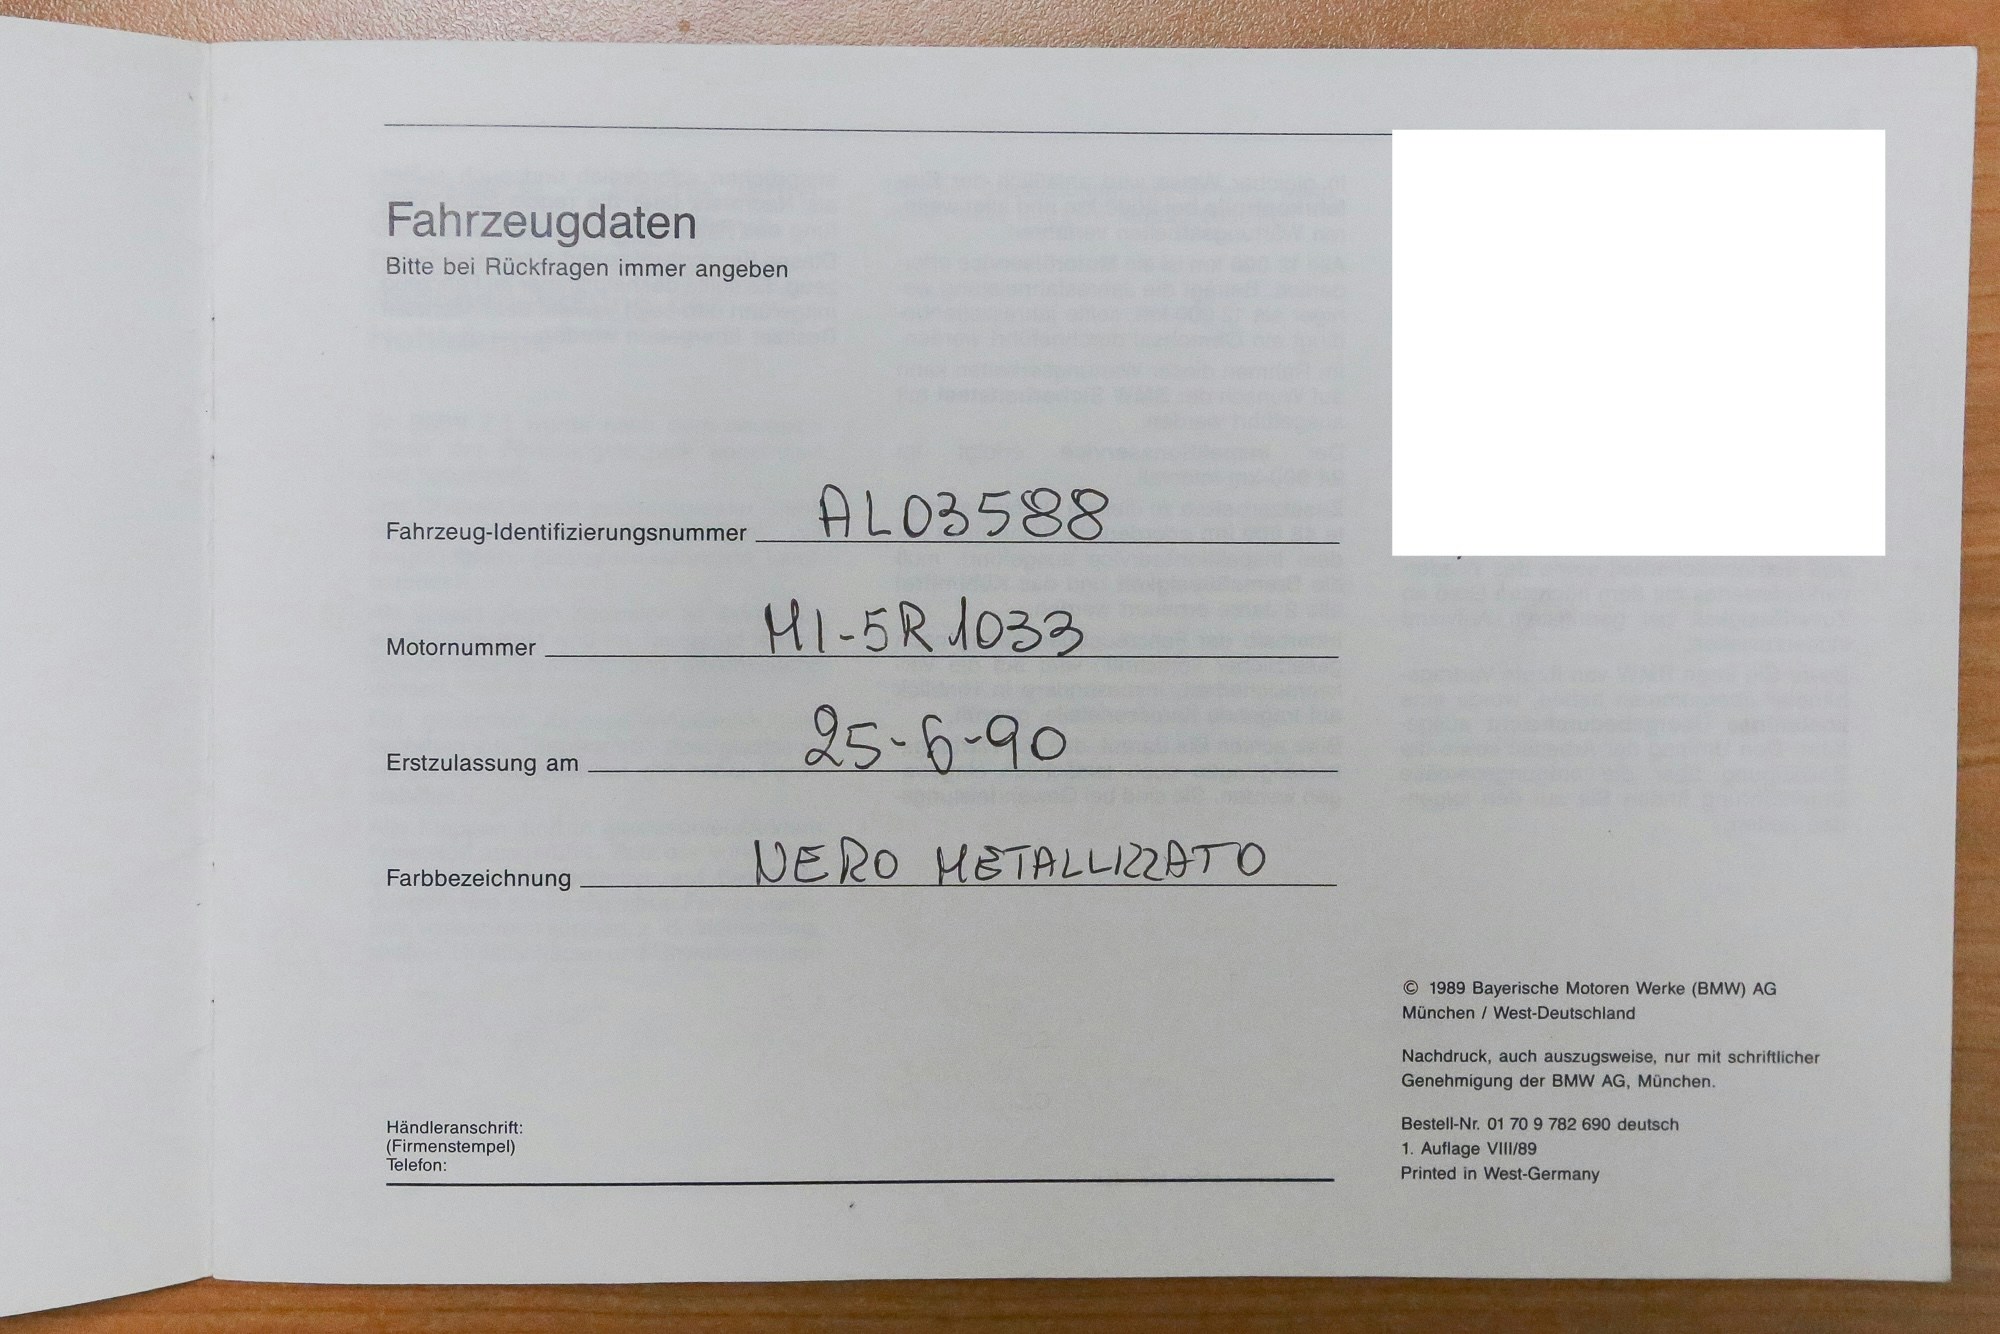 Fahrzeugdaten
Bitte bei Rückfragen immer angeben
Fahrzeug-Identifizierungsnummer AL03588
Motornummer MI-5R1033
Erstzulassung am 25-6-90
Farbbezeichnung NERO METALLIZZATO
Händleranschrift:
(Firmenstempel)
Telefon:
© 1989 Bayerische Motoren Werke (BMW) AG
München / West-Deutschland
Nachdruck, auch auszugsweise, nur mit schriftlicher
Genehmigung der BMW AG, München.
Bestell-Nr. 01 70 9 782 690 deutsch
1. Auflage VIII/89
Printed in West-Germany